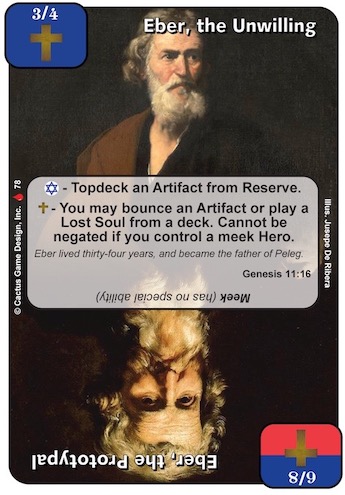 3/4
Eber, the Unwilling
✡ - Topdeck an Artifact from Reserve.
✝ - You may bounce an Artifact or play a
Lost Soul from a deck. Cannot be
negated if you control a meek Hero.
Eber lived thirty-four years, and became the father of Peleg.
Genesis 11:16
© Cactus Game Design, Inc. 78
Illus. Jusepe De Ribera
Meek (has no special ability)
Eber, the Prototypal
8/9